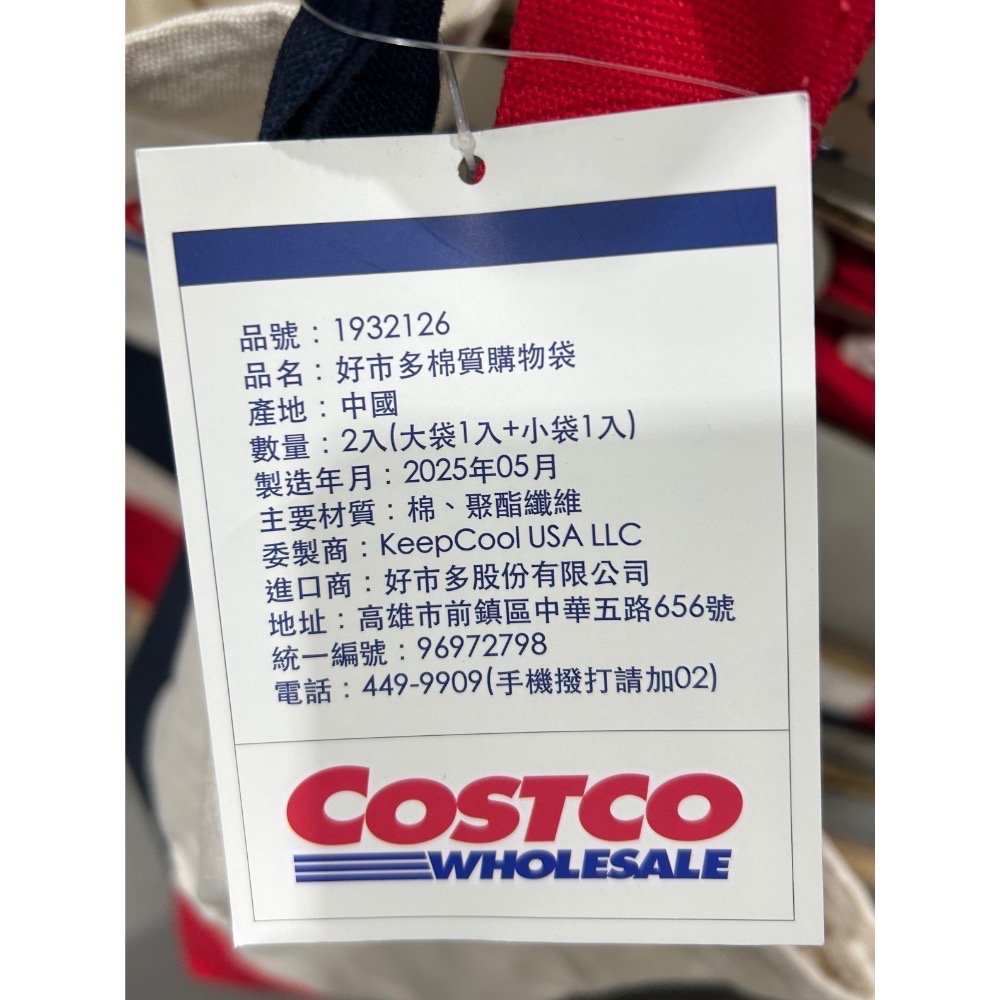 品號：1932126
品名：好市多棉質購物袋
產地：中國
數量：2入(大袋1入+小袋1入)
製造年月：2025年05月
主要材質：棉、聚酯纖維
委製商：KeepCool USA LLC
進口商：好市多股份有限公司
地址：高雄市前鎮區中華五路656號
統一編號：96972798
電話：449-9909(手機撥打請加02)
COSTCO
WHOLESALE